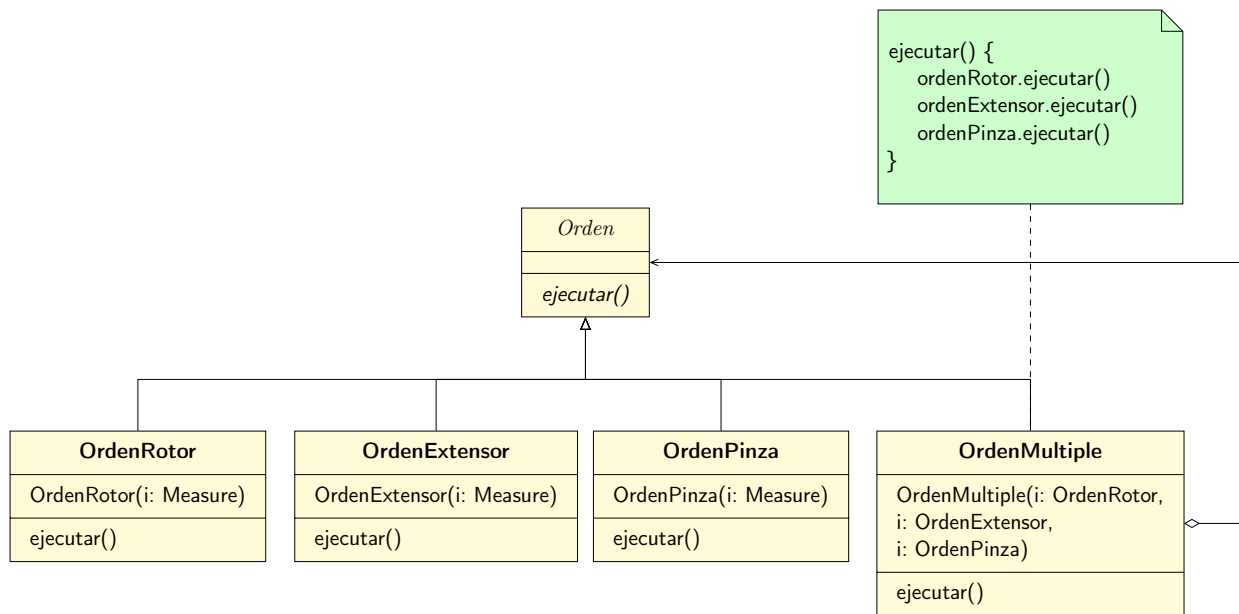 ejecutar() {
ordenRotor.ejecutar()
ordenExtensor.ejecutar()
ordenPinza.ejecutar()
}
Orden
ejecutar()
OrdenRotor
OrdenRotor(i: Measure)
ejecutar()
OrdenExtensor
OrdenExtensor(i: Measure)
ejecutar()
OrdenPinza
OrdenPinza(i: Measure)
ejecutar()
OrdenMultiple
OrdenMultiple(i: OrdenRotor,
i: OrdenExtensor,
i: OrdenPinza)
ejecutar()